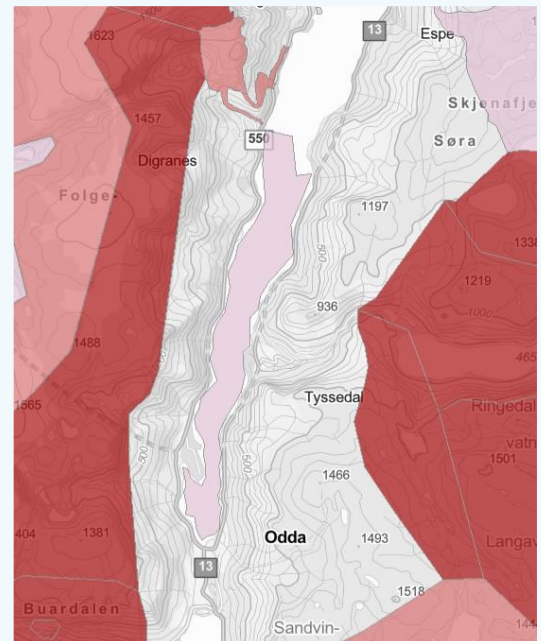 13
Espe
1623
Skjenafje
1457
550
Søra
Digranes
Folge-
1197
500
1338
1219
936
1000
1488
465
Tyssedal
1565
Ringedal
vatn
500
500
1501
1466
404
1381
Odda
1493
Langav
13
1518
Buardalen
Sandvin-